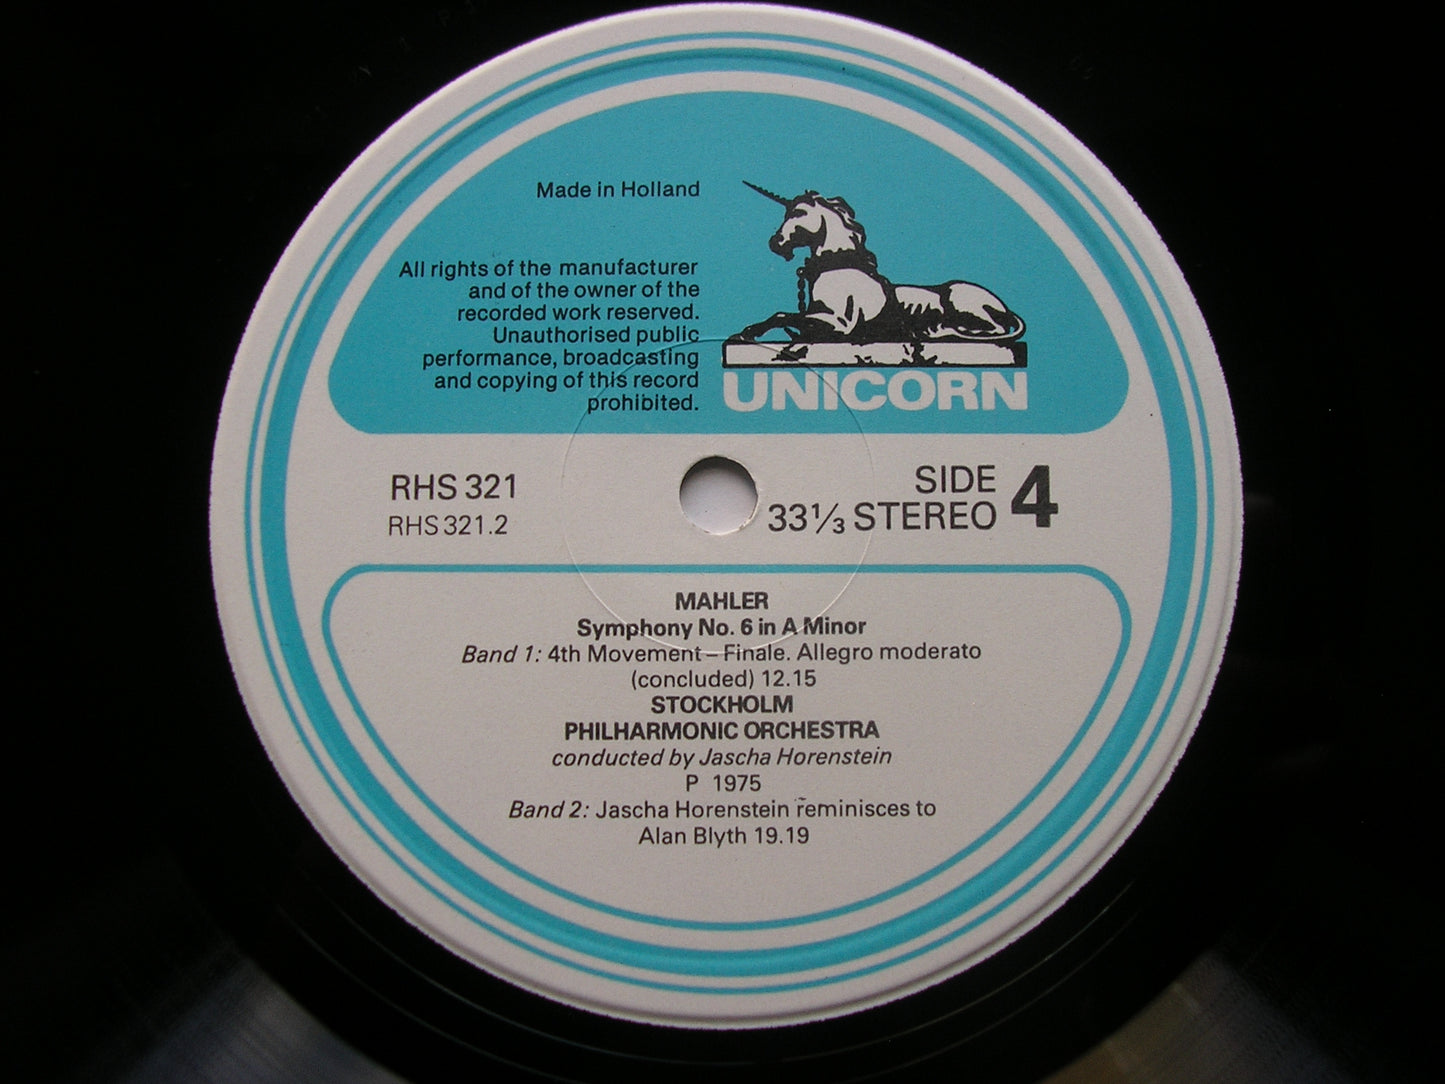 Made in Holland
All rights of the manufacturer
and of the owner of the
recorded work reserved.
Unauthorised public
performance, broadcasting
and copying of this record
prohibited.
UNICORN
RHS 321
RHS 321.2
SIDE 4
33⅓ STEREO
MAHLER
Symphony No. 6 in A Minor
Band 1: 4th Movement – Finale. Allegro moderato
(concluded) 12.15
STOCKHOLM
PHILHARMONIC ORCHESTRA
conducted by Jascha Horenstein
P 1975
Band 2: Jascha Horenstein reminisces to
Alan Blyth 19.19